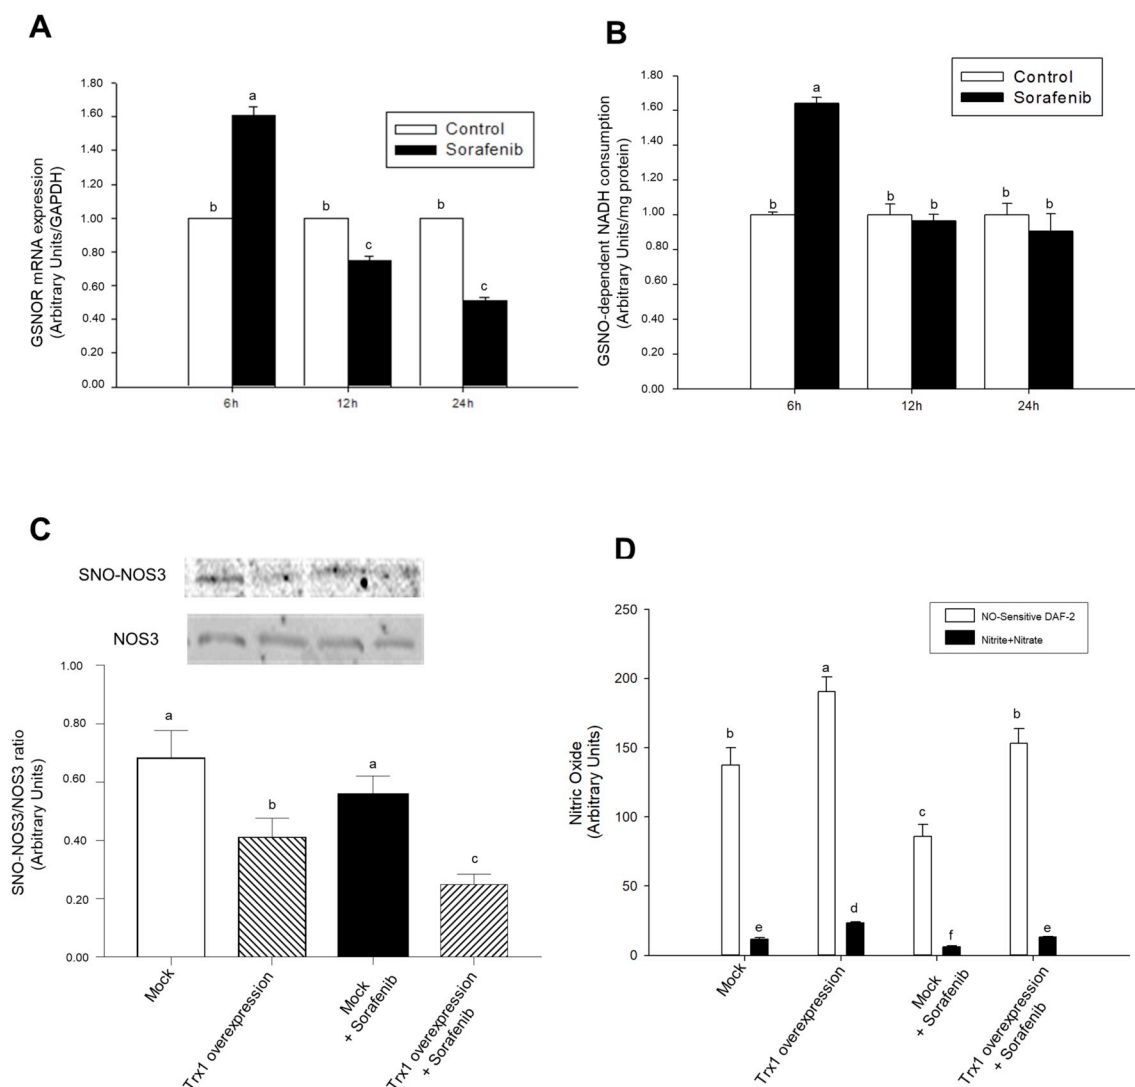 A
GSNOR mRNA expression
(Arbitrary Units/GAPDH)
1.80
1.60
1.40
1.20
1.00
0.80
0.60
0.40
0.20
0.00
a
b
b
c
b
c
Control
Sorafenib
6h
12h
24h
B
GSNO-dependent NADH consumption
(Arbitrary Units/mg protein)
1.80
1.60
1.40
1.20
1.00
0.80
0.60
0.40
0.20
0.00
b
a
b
b
b
b
Control
Sorafenib
6h
12h
24h
C
SNO-NOS3
NOS3
SNO-NOS3/NOS3 ratio
(Arbitrary Units)
1.00
0.80
0.60
0.40
0.20
0.00
a
b
a
c
Mock
Trx1 overexpression
Mock
+ Sorafenib
Trx1 overexpression
+ Sorafenib
D
Nitric Oxide
(Arbitrary Units)
250
200
150
100
50
0
NO-Sensitive DAF-2
Nitrite+Nitrate
b
e
a
d
c
f
b
e
Mock
Trx1 overexpression
Mock
+ Sorafenib
Trx1 overexpression
+ Sorafenib